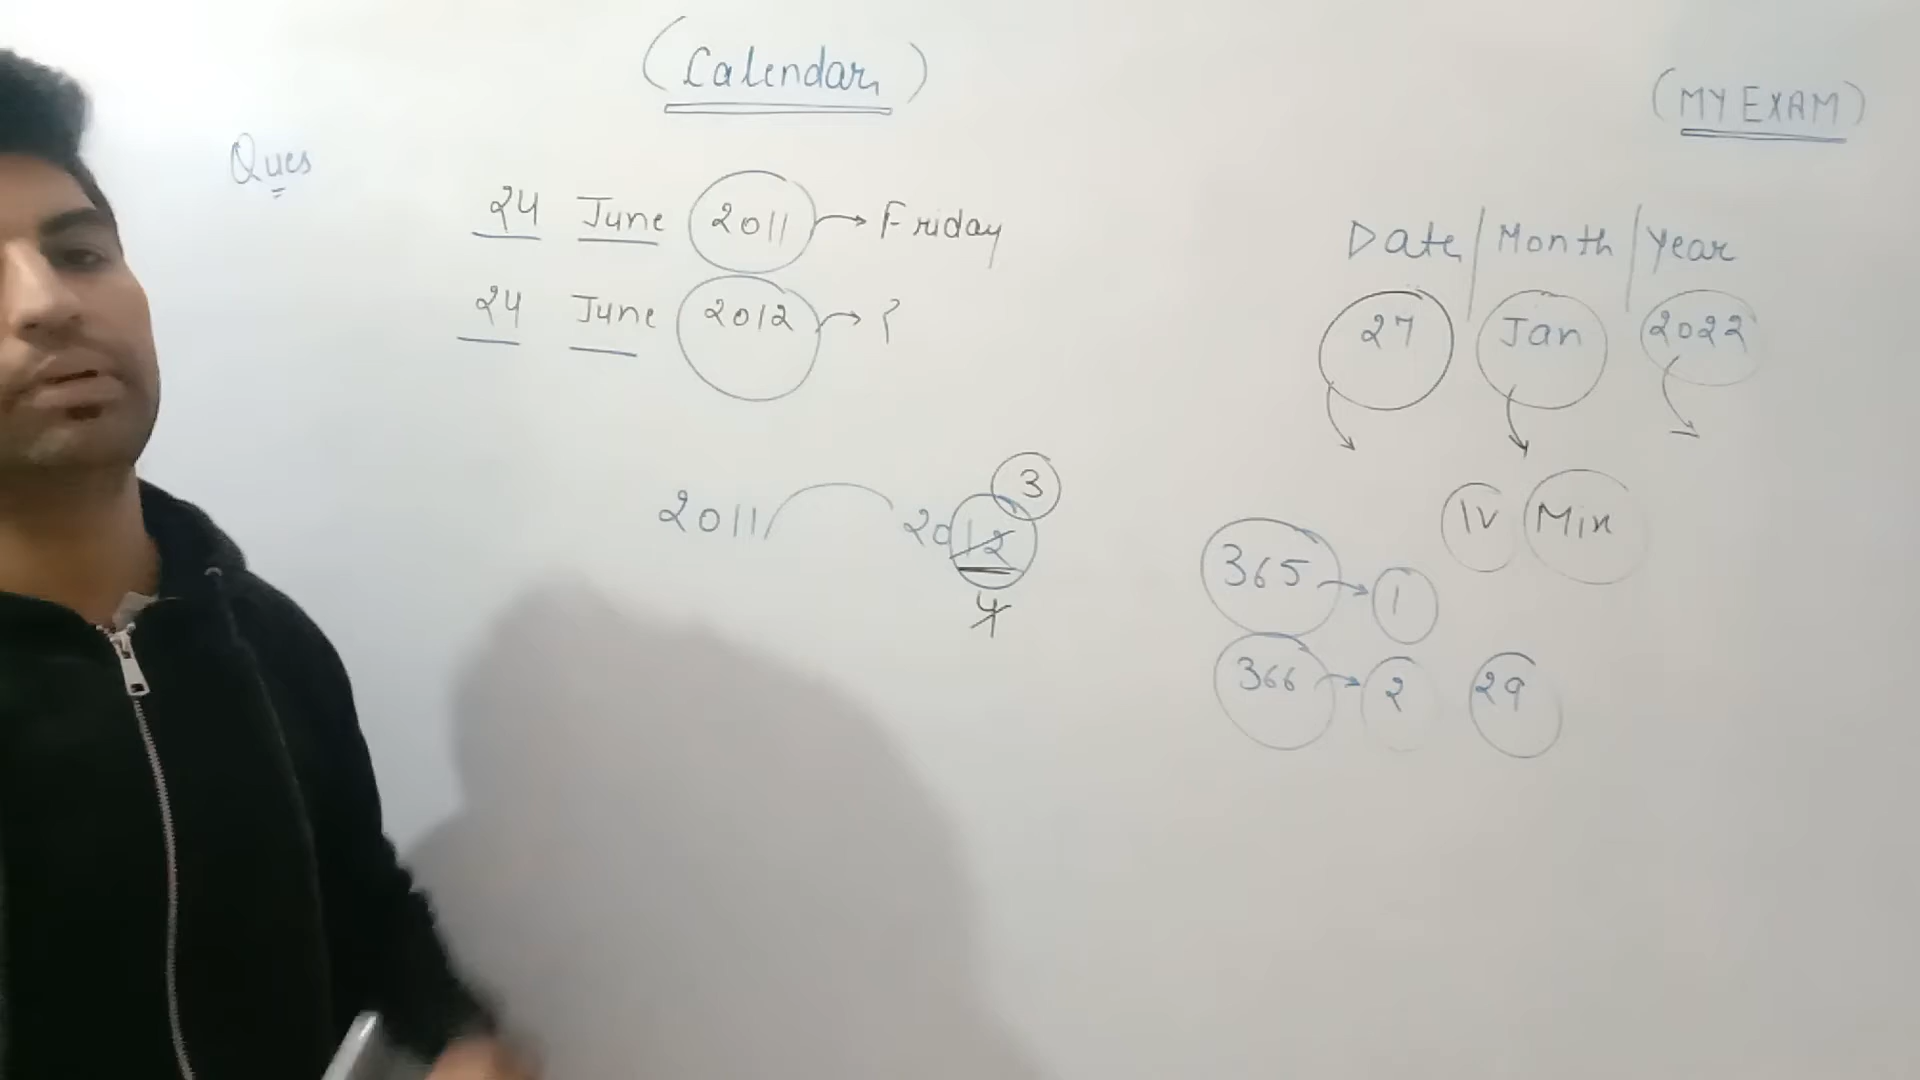 (Calendar)
(MY EXAM)
Ques
24 June 2011 → Friday
24 June 2012 → ?
Date / Month / Year
27 Jan 2022
2011 2012 3
4
IV Mix
365 → 1
366 → 2 29